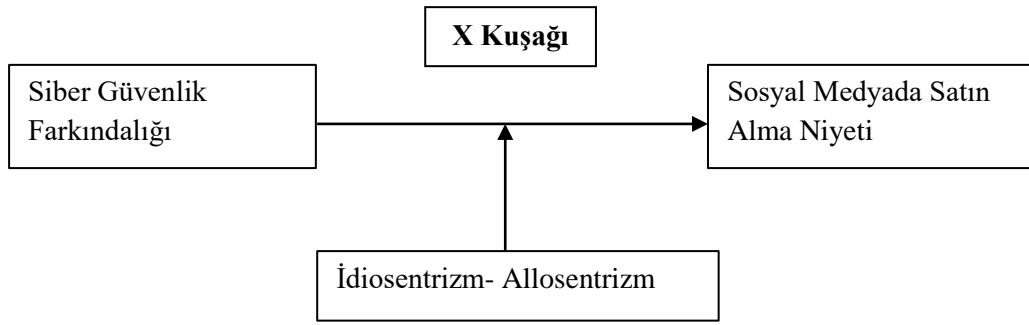 X Kuşağı
Siber Güvenlik
Farkındalığı
Sosyal Medyada Satın
Alma Niyeti
İdiosentrizm- Allosentrizm